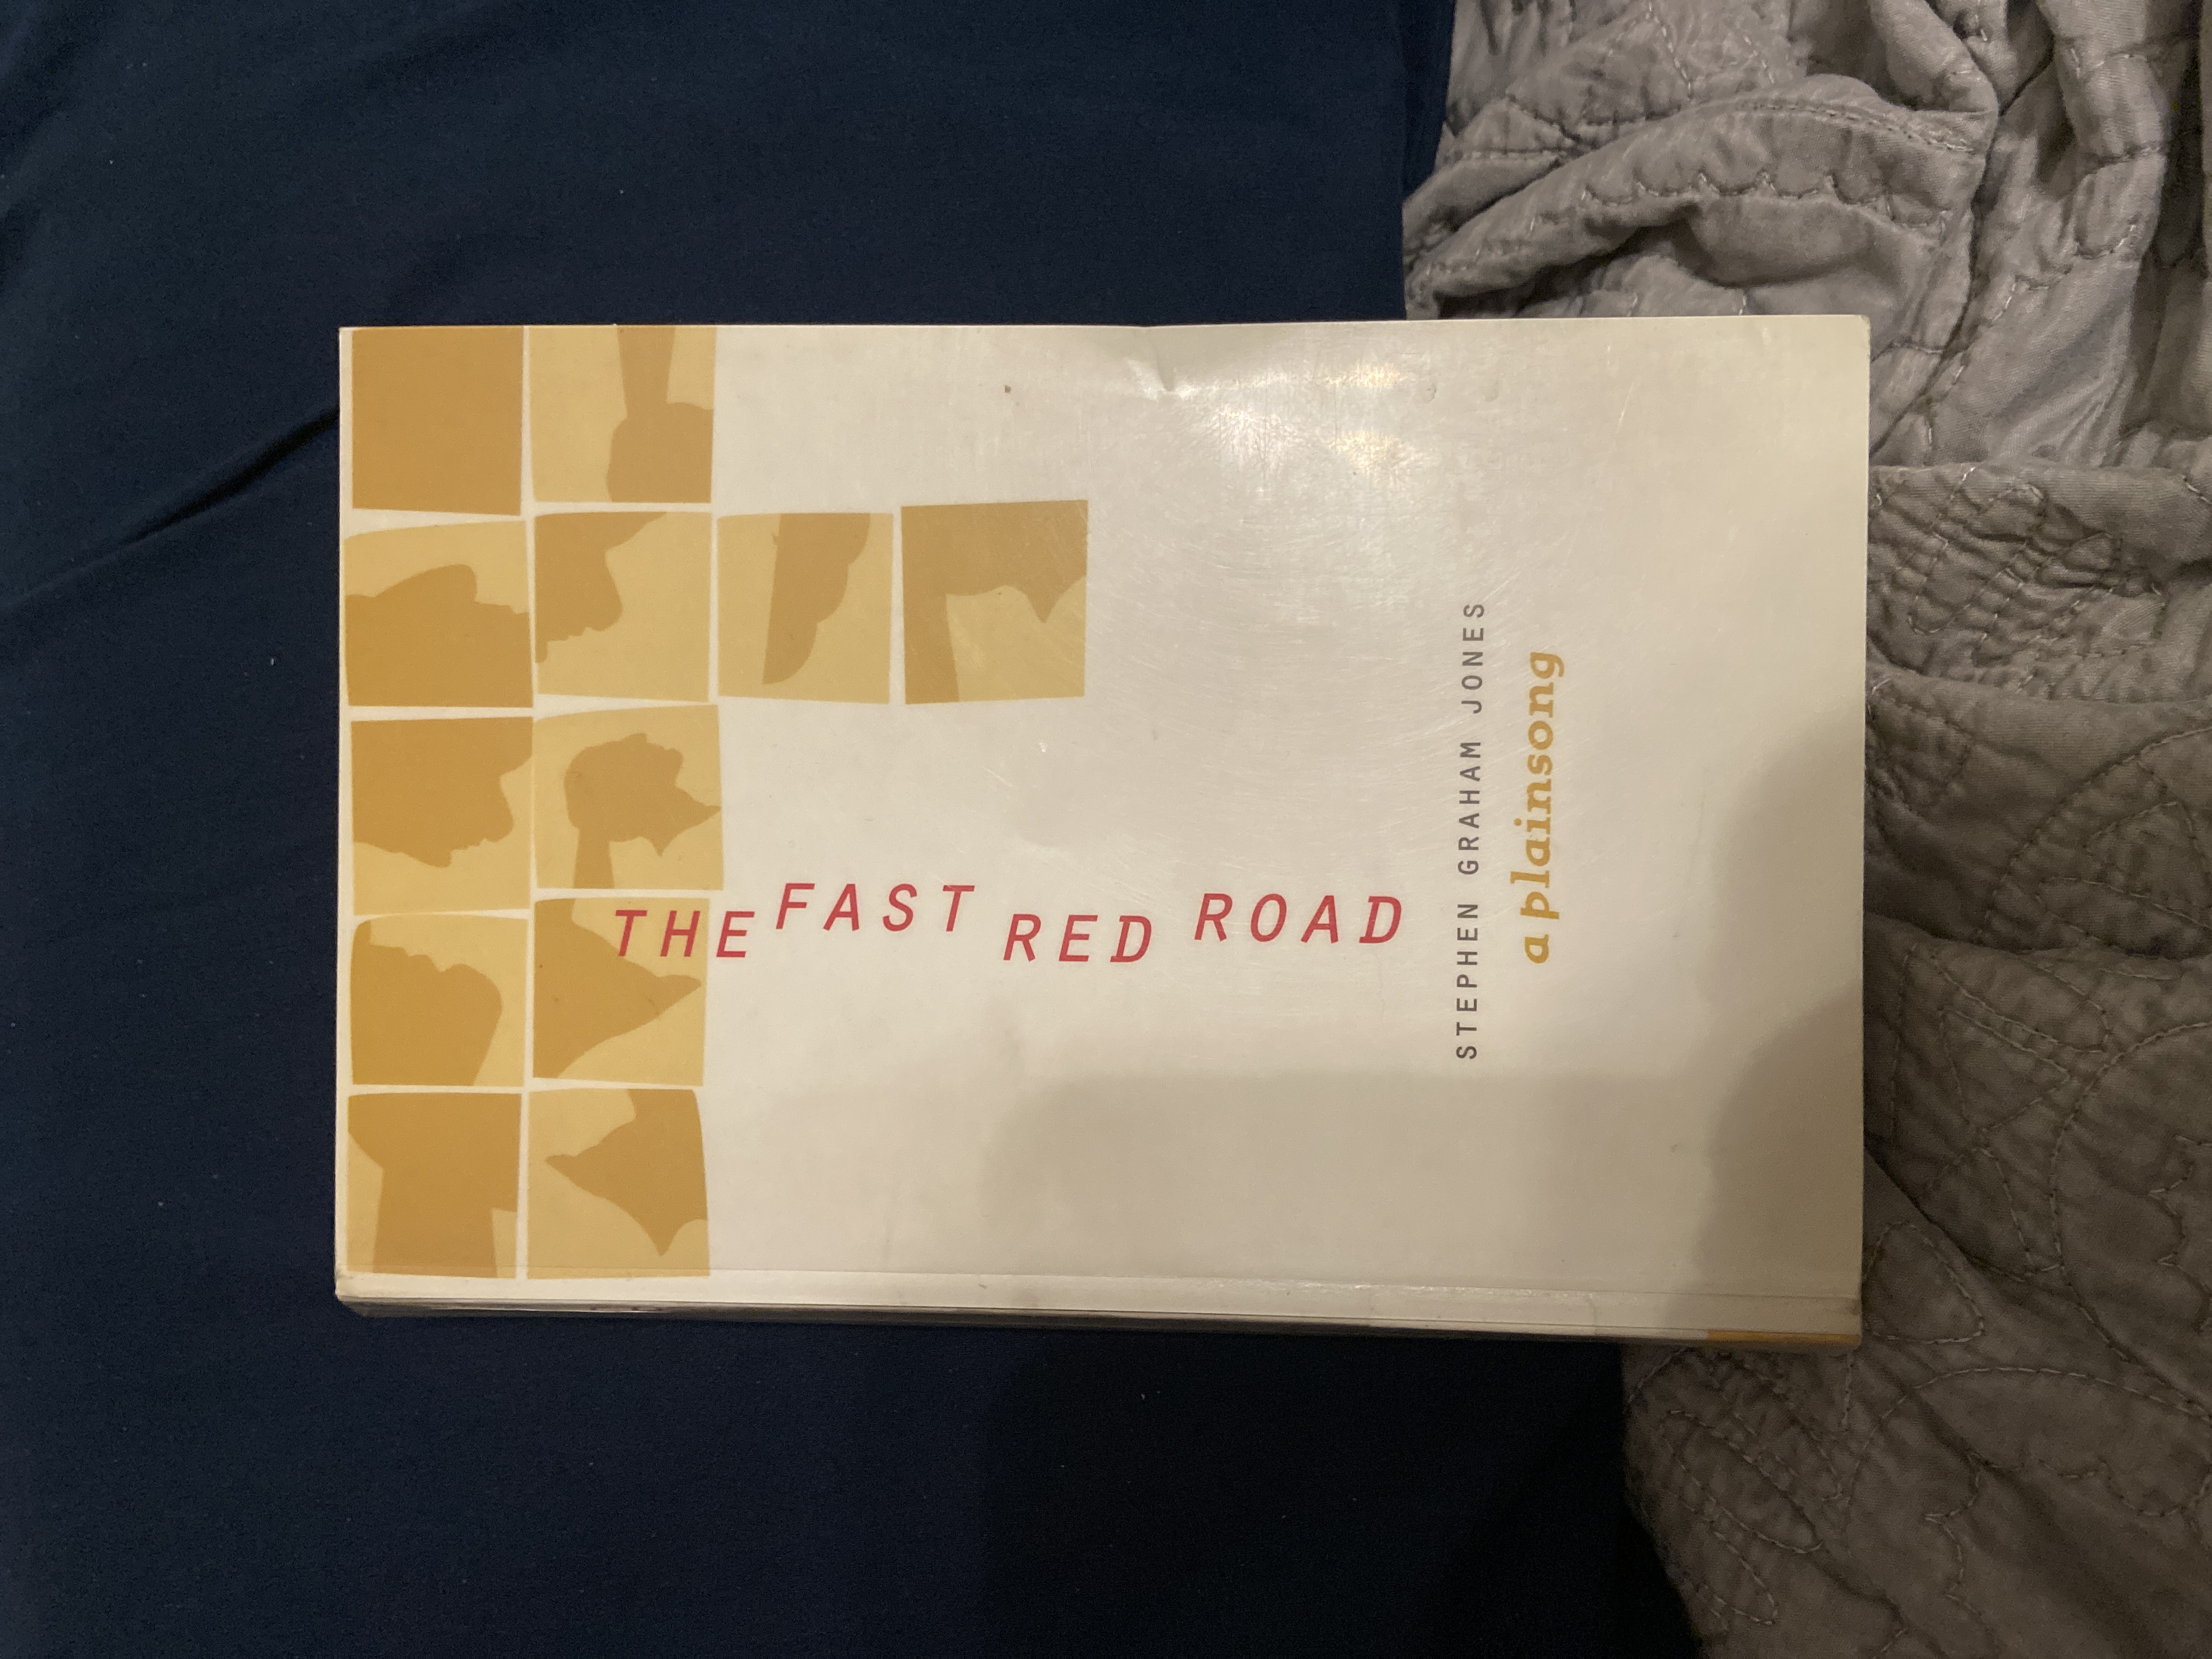 THE FAST RED ROAD
STEPHEN GRAHAM JONES
a plainsong